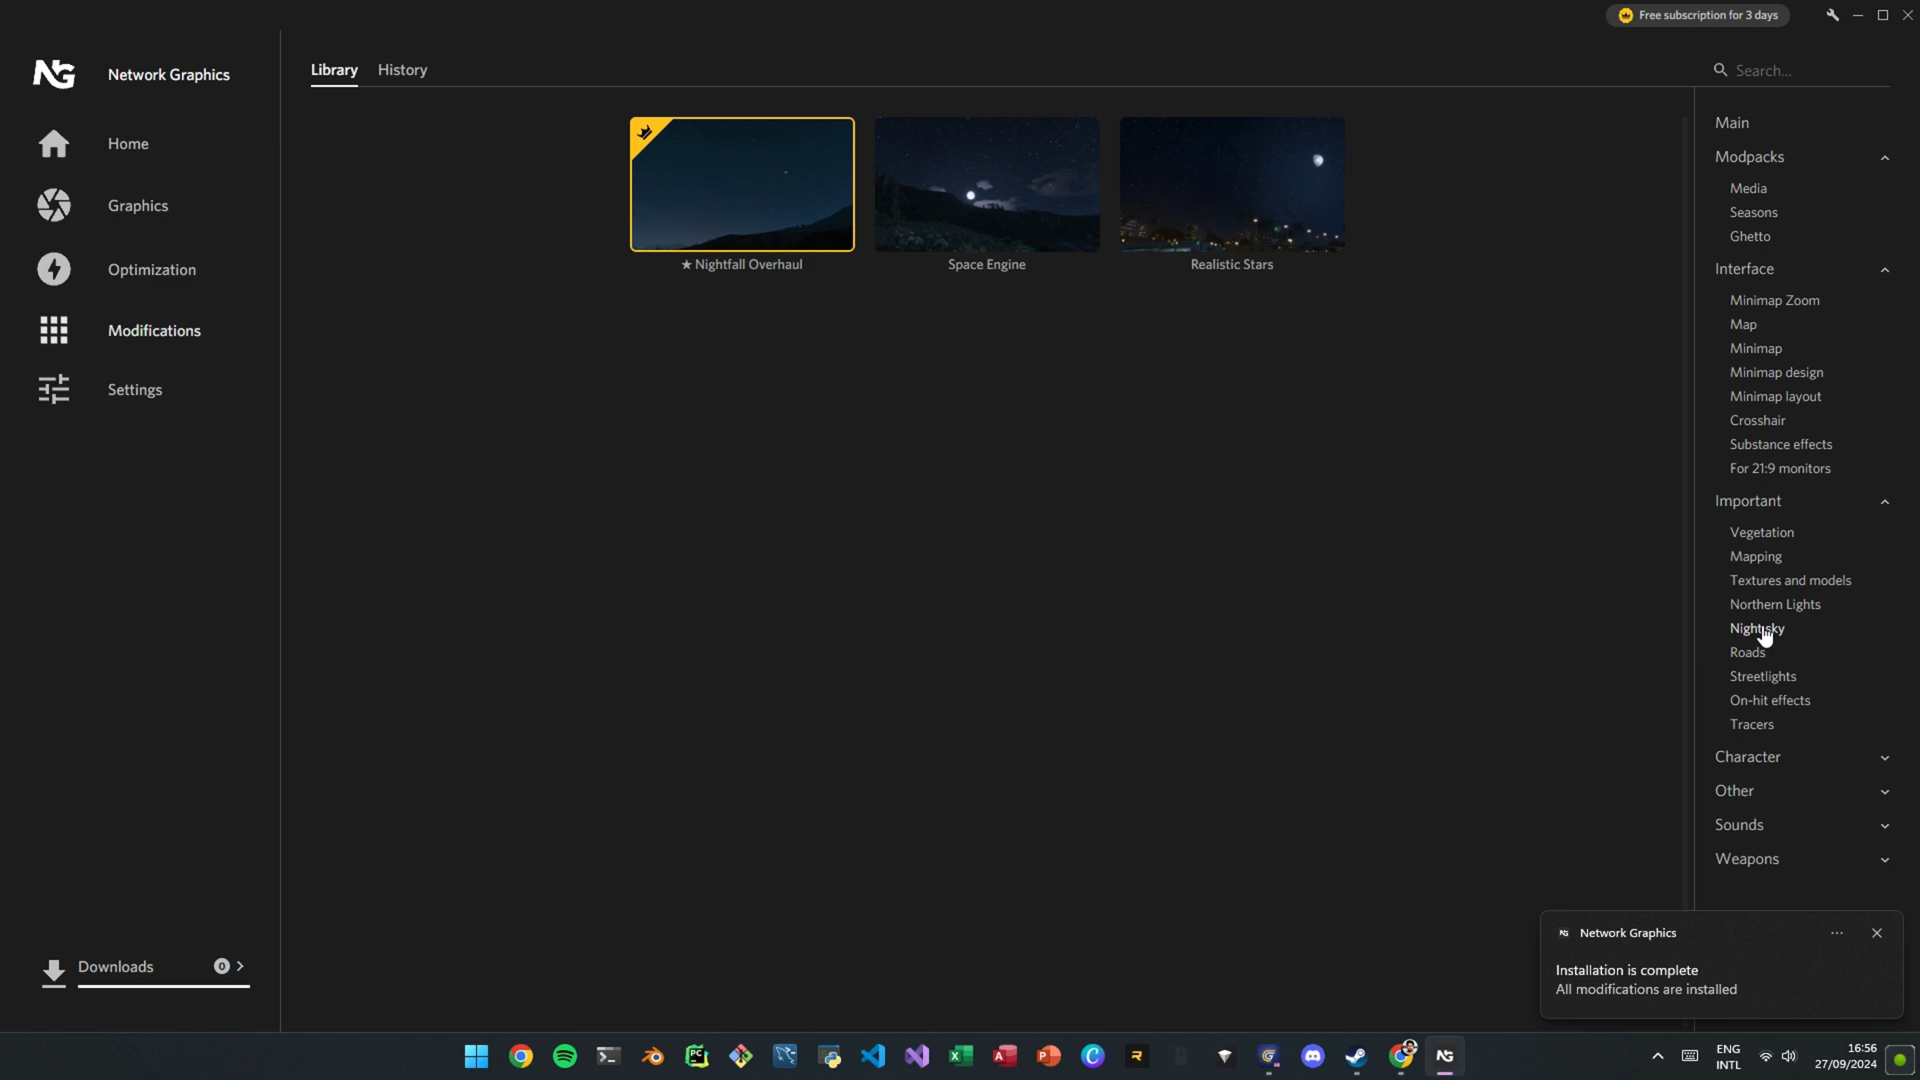 Free subscription for 3 days
NG Network Graphics
Library History
Search...
Home
Graphics
Optimization
Modifications
Settings
★ Nightfall Overhaul
Space Engine
Realistic Stars
Main
Modpacks
Media
Seasons
Ghetto
Interface
Minimap Zoom
Map
Minimap
Minimap design
Minimap layout
Crosshair
Substance effects
For 21:9 monitors
Important
Vegetation
Mapping
Textures and models
Northern Lights
Night sky
Roads
Streetlights
On-hit effects
Tracers
Character
Other
Sounds
Weapons
Downloads 0
NG Network Graphics
Installation is complete
All modifications are installed
ENG
INTL
16:56
27/09/2024